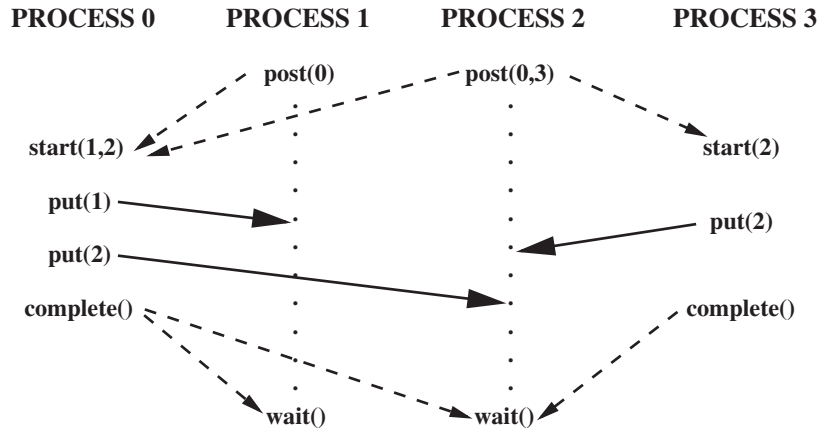 PROCESS 0 PROCESS 1 PROCESS 2 PROCESS 3
post(0) post(0,3)
start(1,2) start(2)
put(1)
put(2)
put(2)
complete() complete()
wait() wait()